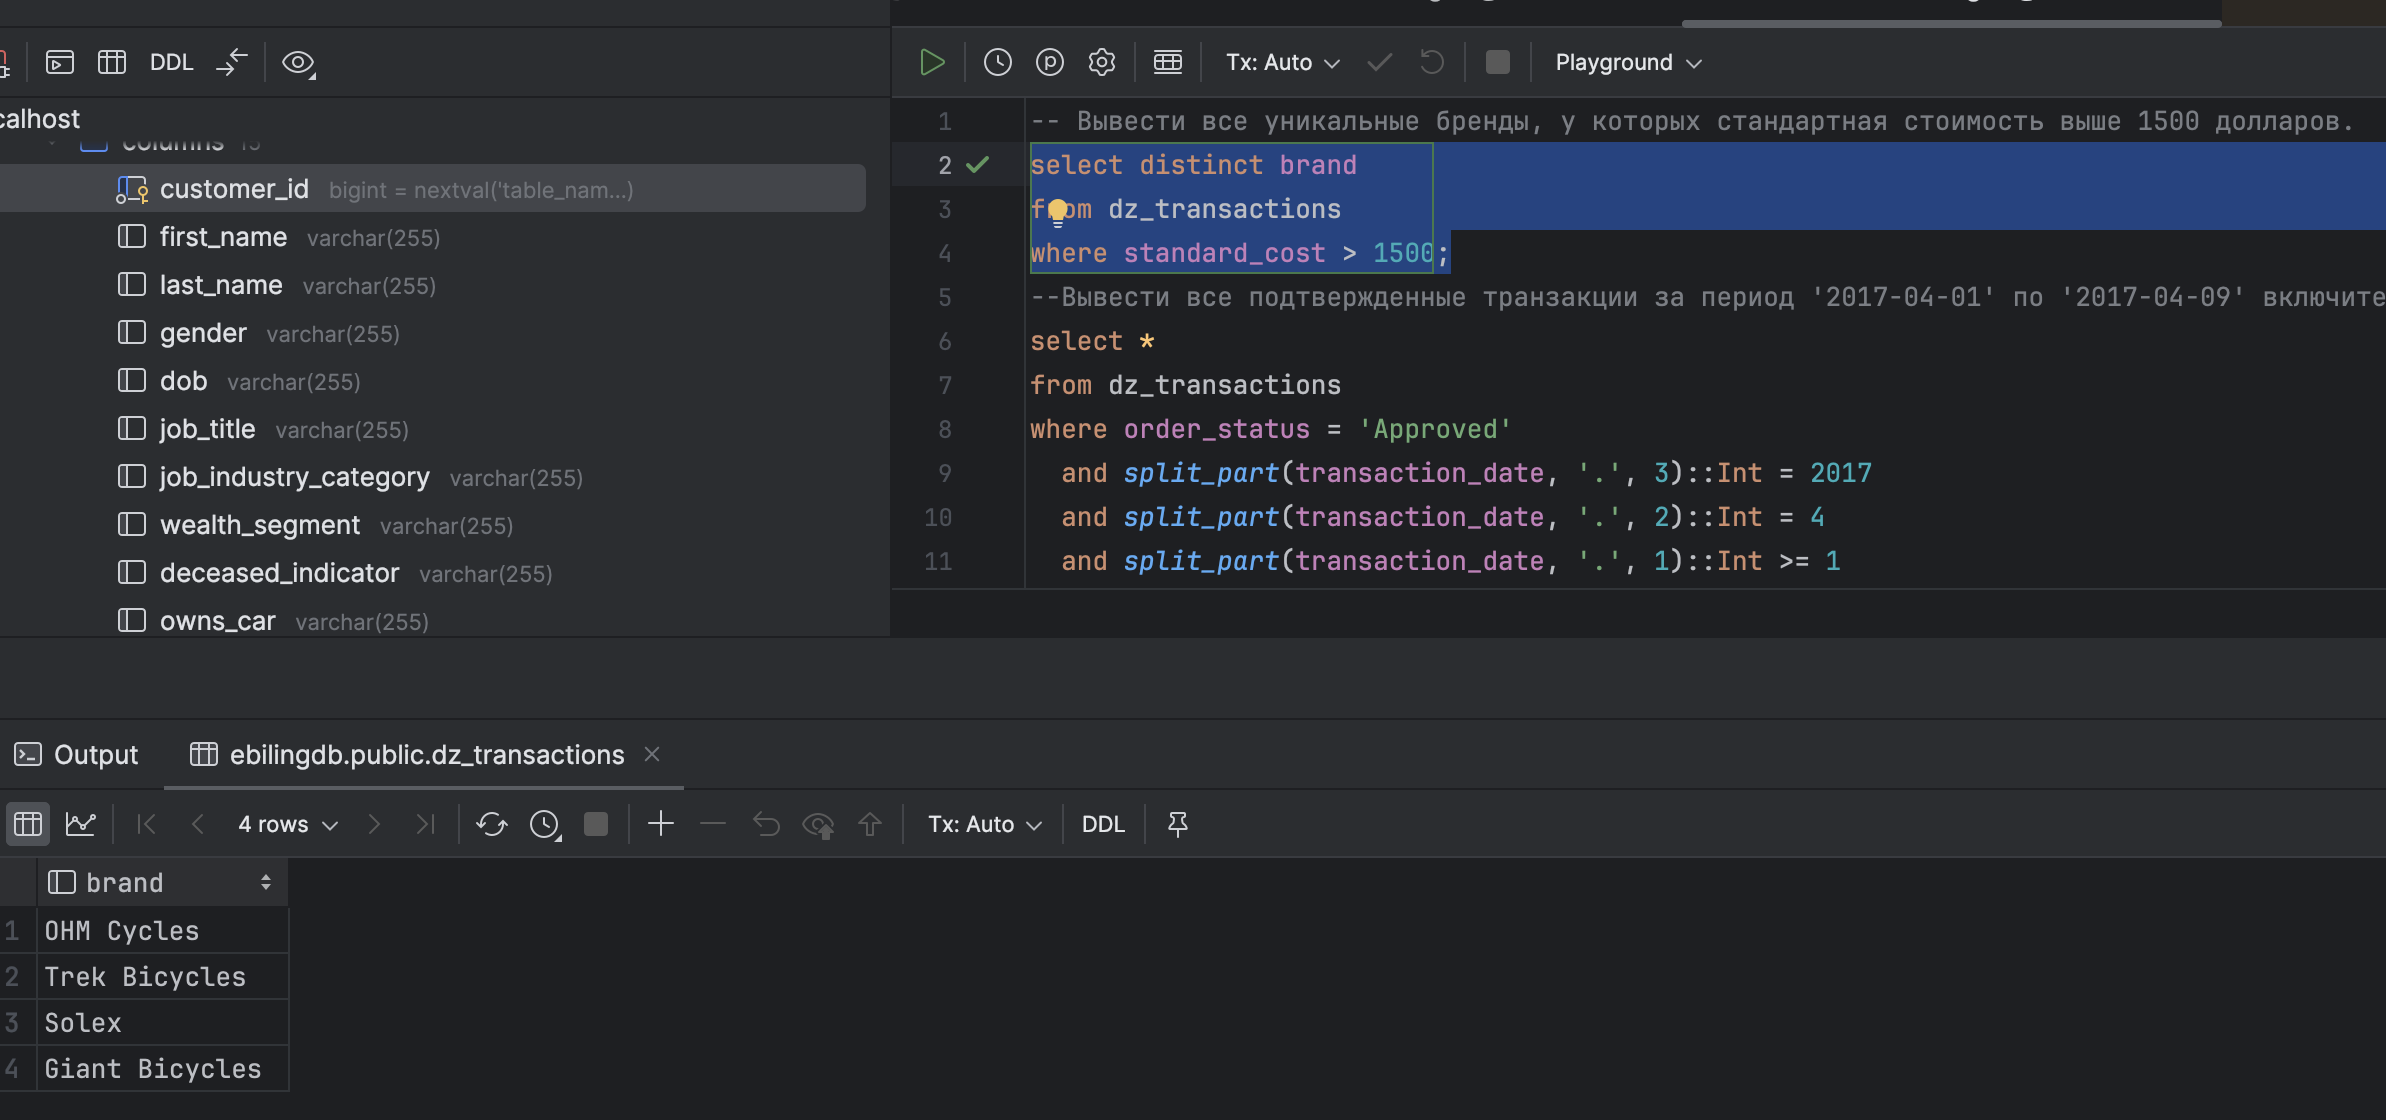 DDL
Tx: Auto
Playground
calhost
columns 15
customer_id bigint = nextval('table_nam...)
first_name varchar(255)
last_name varchar(255)
gender varchar(255)
dob varchar(255)
job_title varchar(255)
job_industry_category varchar(255)
wealth_segment varchar(255)
deceased_indicator varchar(255)
owns_car varchar(255)
1 -- Вывести все уникальные бренды, у которых стандартная стоимость выше 1500 долларов.
2 select distinct brand
3 from dz_transactions
4 where standard_cost > 1500;
5 --Вывести все подтвержденные транзакции за период '2017-04-01' по '2017-04-09' включите
6 select *
7 from dz_transactions
8 where order_status = 'Approved'
9 and split_part(transaction_date, '.', 3)::Int = 2017
10 and split_part(transaction_date, '.', 2)::Int = 4
11 and split_part(transaction_date, '.', 1)::Int >= 1
Output
ebilingdb.public.dz_transactions
4 rows
Tx: Auto
DDL
brand
1 OHM Cycles
2 Trek Bicycles
3 Solex
4 Giant Bicycles